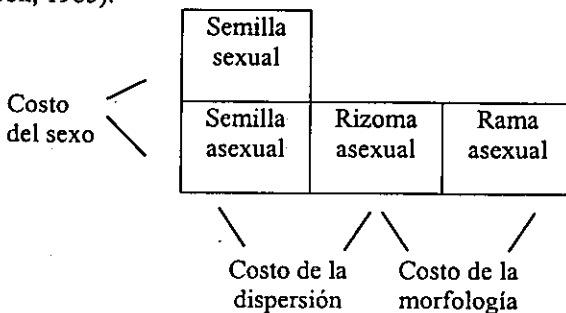 1985).
Semilla
sexual
Costo
del sexo
Semilla
asexual
Rizoma
asexual
Rama
asexual
Costo de la
dispersión
Costo de la
morfología